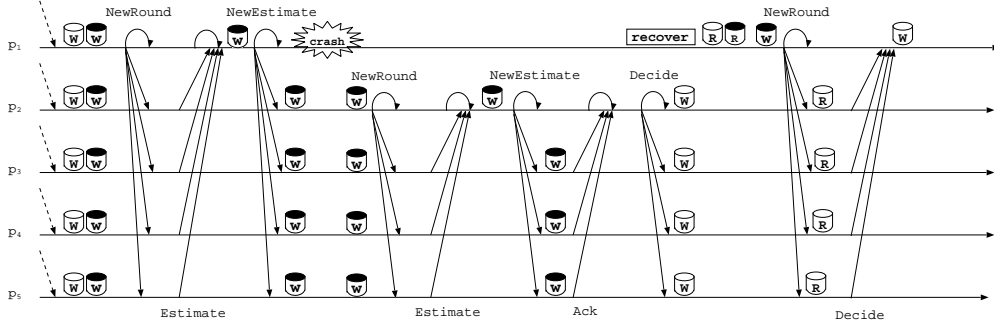 NewRound NewEstimate NewRound
W W W crash recover R R W W
p₁
NewRound NewEstimate Decide
W W W W W W R
p₂
W W W W W W R
p₃
W W W W W W R
p₄
W W W W W W R
p₅
Estimate Estimate Ack Decide